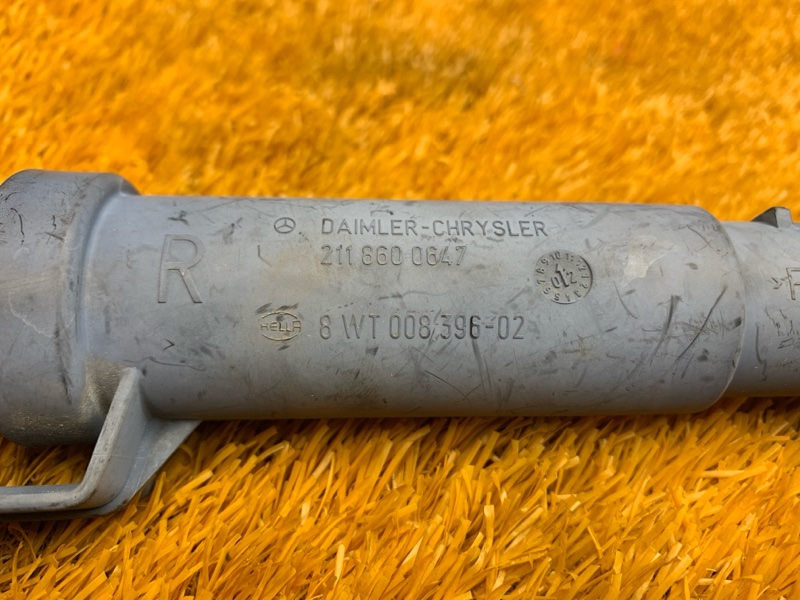 DAIMLER-CHRYSLER
211 860 0647
R
HELLA
8 WT 008 396-02